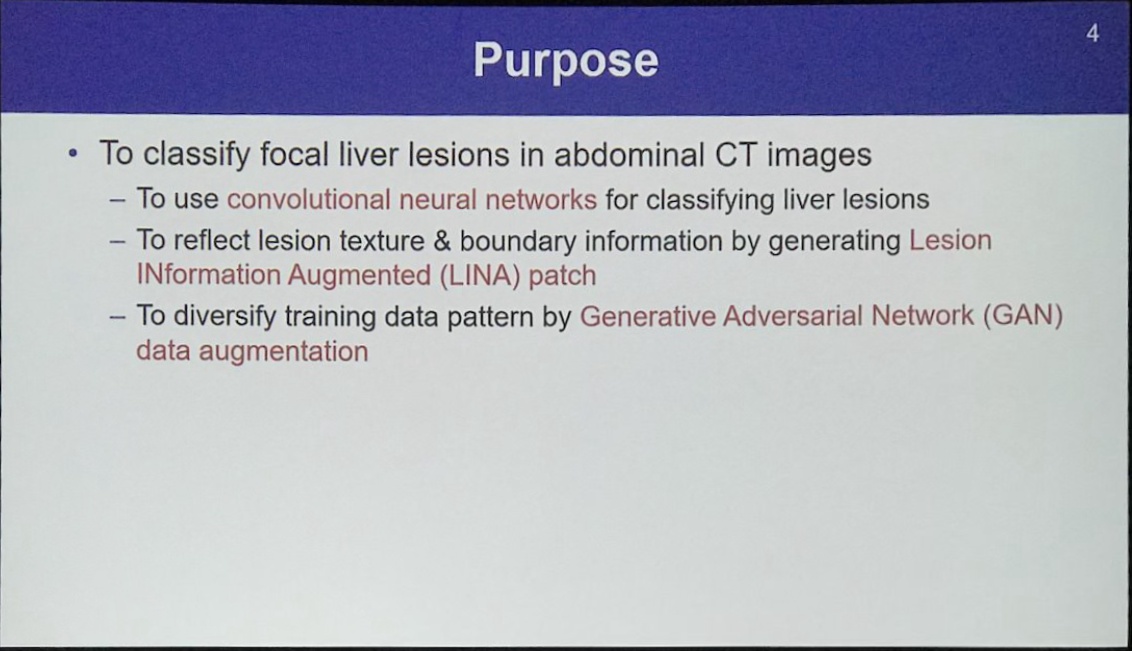 4
Purpose
• To classify focal liver lesions in abdominal CT images
– To use convolutional neural networks for classifying liver lesions
– To reflect lesion texture & boundary information by generating Lesion
INformation Augmented (LINA) patch
– To diversify training data pattern by Generative Adversarial Network (GAN)
data augmentation